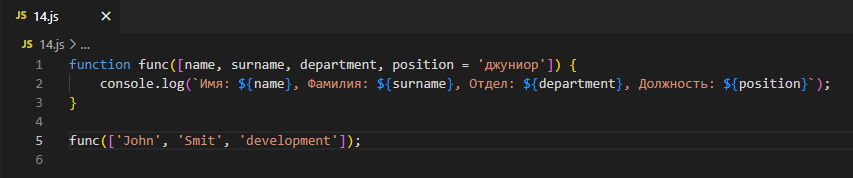 JS 14.js ×
JS 14.js > ...
1 function func([name, surname, department, position = 'джуниор']) {
2 console.log(`Имя: ${name}, Фамилия: ${surname}, Отдел: ${department}, Должность: ${position}`);
3 }
4
5 func(['John', 'Smit', 'development']);
6